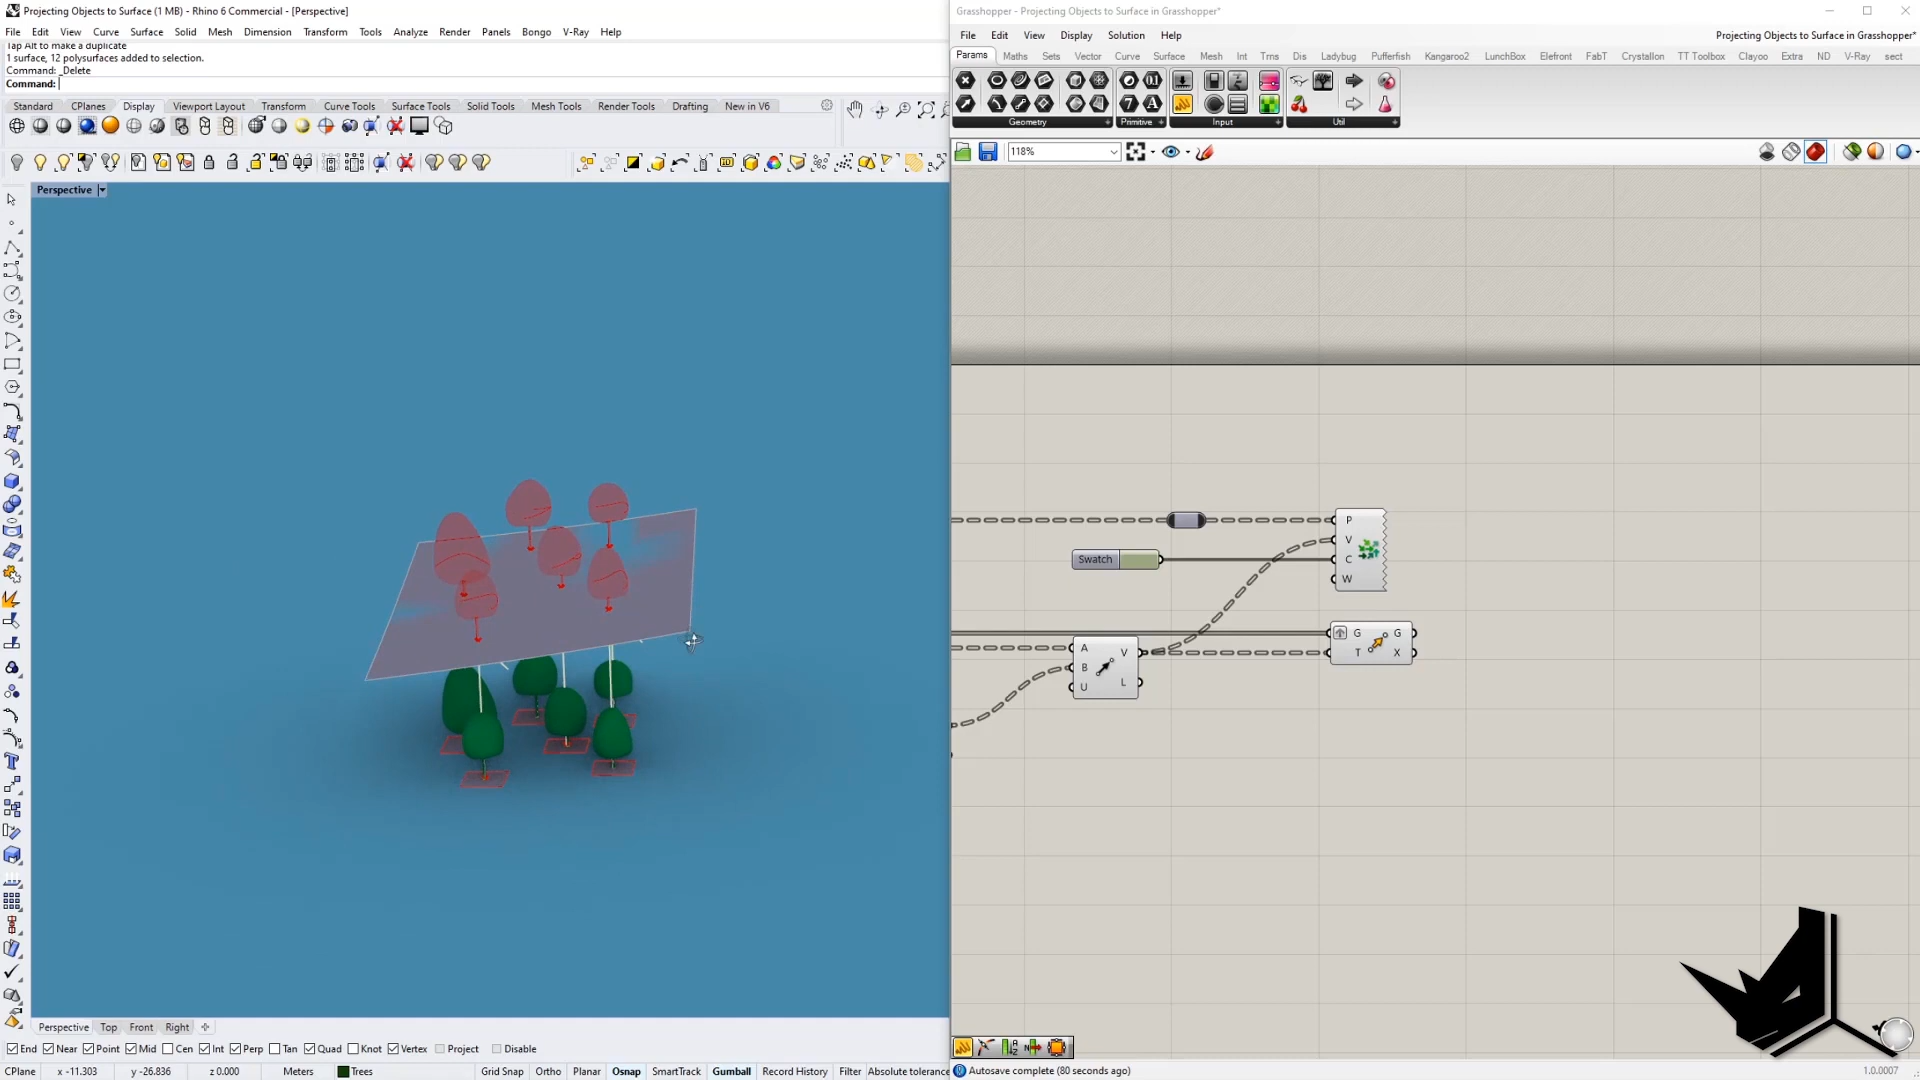 Projecting Objects to Surface (1 MB) - Rhino 6 Commercial - [Perspective]
File Edit View Curve Surface Solid Mesh Dimension Transform Tools Analyze Render Panels Bongo V-Ray Help
Tap Alt to make a duplicate
1 surface, 12 polysurfaces added to selection.
Command: _Delete
Command:
Standard CPlanes Display Viewport Layout Transform Curve Tools Surface Tools Solid Tools Mesh Tools Render Tools Drafting New in V6
Perspective
Perspective Top Front Right
End Near Point Mid Cen Int Perp Tan Quad Knot Vertex Project Disable
CPlane x -11.303 y -26.836 z 0.000 Meters Trees Grid Snap Ortho Planar Osnap SmartTrack Gumball Record History Filter Absolute tolerance
Grasshopper - Projecting Objects to Surface in Grasshopper*
File Edit View Display Solution Help
Projecting Objects to Surface in Grasshopper*
Params Maths Sets Vector Curve Surface Mesh Int Trns Dis Ladybug Pufferfish Kangaroo2 LunchBox Elefront FabT Crystallon TT Toolbox Clayoo Extra ND V-Ray sect
Geometry Primitive Input Util
118%
P
V
Swatch C
W
G G
T X
A V
B
U L
Autosave complete (80 seconds ago)
1.0.0007